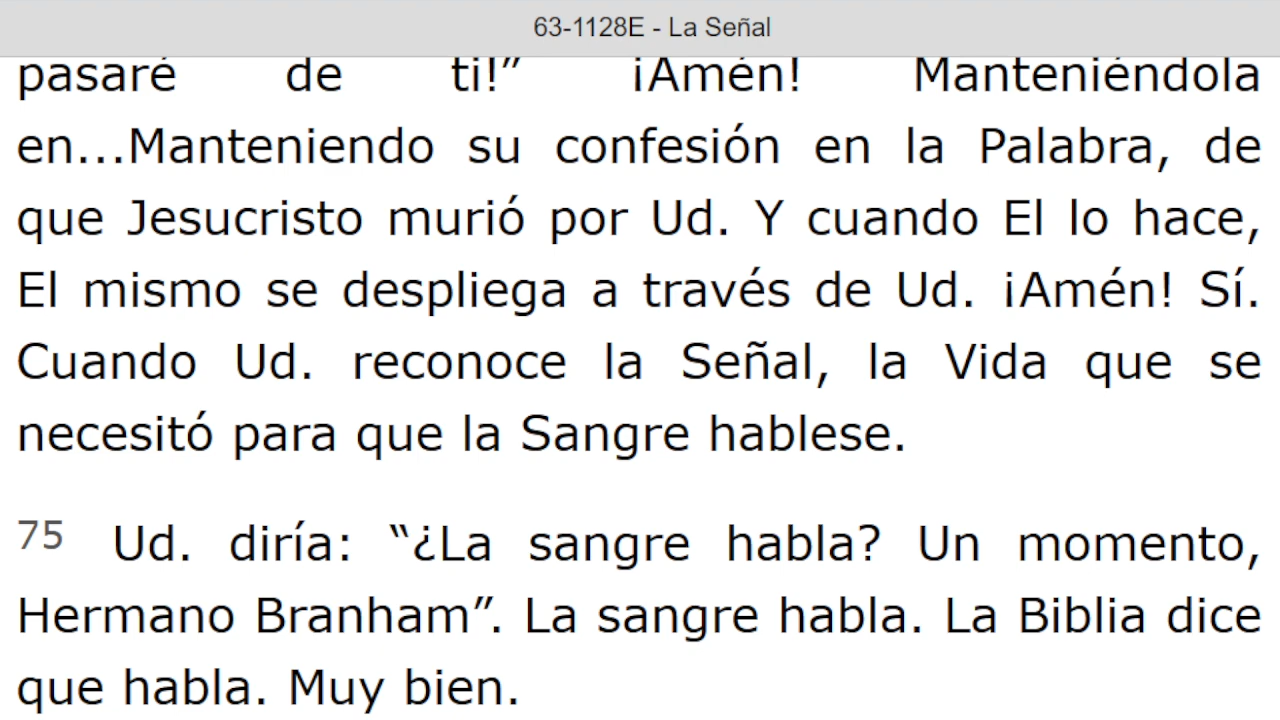 63-1128E - La Señal
pasaré de ti!” ¡Amén! Manteniéndola
en...Manteniendo su confesión en la Palabra, de
que Jesucristo murió por Ud. Y cuando El lo hace,
El mismo se despliega a través de Ud. ¡Amén! Sí.
Cuando Ud. reconoce la Señal, la Vida que se
necesitó para que la Sangre hablese.
75 Ud. diría: “¿La sangre habla? Un momento,
Hermano Branham”. La sangre habla. La Biblia dice
que habla. Muy bien.